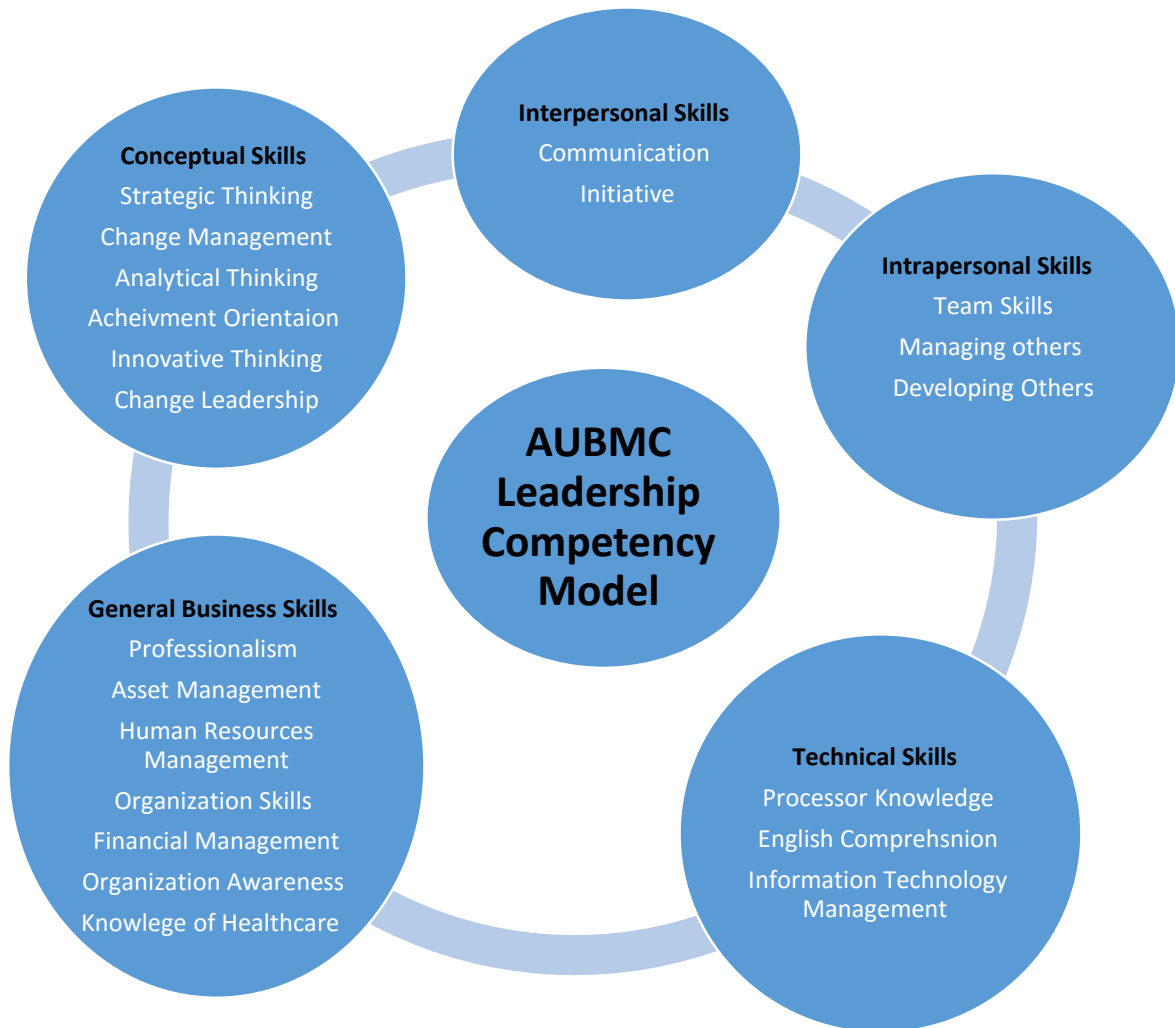 Interpersonal Skills
Communication
Initiative
Conceptual Skills
Strategic Thinking
Change Management
Analytical Thinking
Acheivment Orientaion
Innovative Thinking
Change Leadership
Intrapersonal Skills
Team Skills
Managing others
Developing Others
AUBMC
Leadership
Competency
Model
General Business Skills
Professionalism
Asset Management
Human Resources
Management
Organization Skills
Financial Management
Organization Awareness
Knowlege of Healthcare
Technical Skills
Processor Knowledge
English Comprehsnion
Information Technology
Management